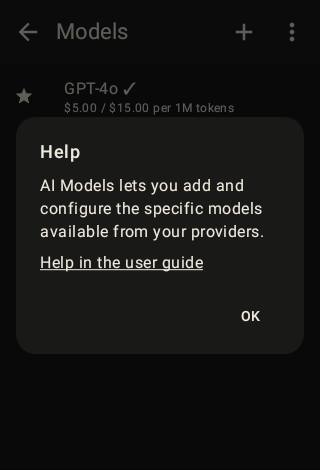 Models
GPT-4o ✓
$5.00 / $15.00 per 1M tokens
Help
AI Models lets you add and
configure the specific models
available from your providers.
Help in the user guide
OK